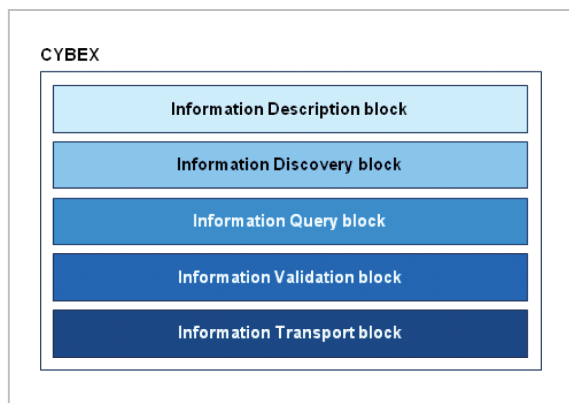 CYBEX
Information Description block
Information Discovery block
Information Query block
Information Validation block
Information Transport block